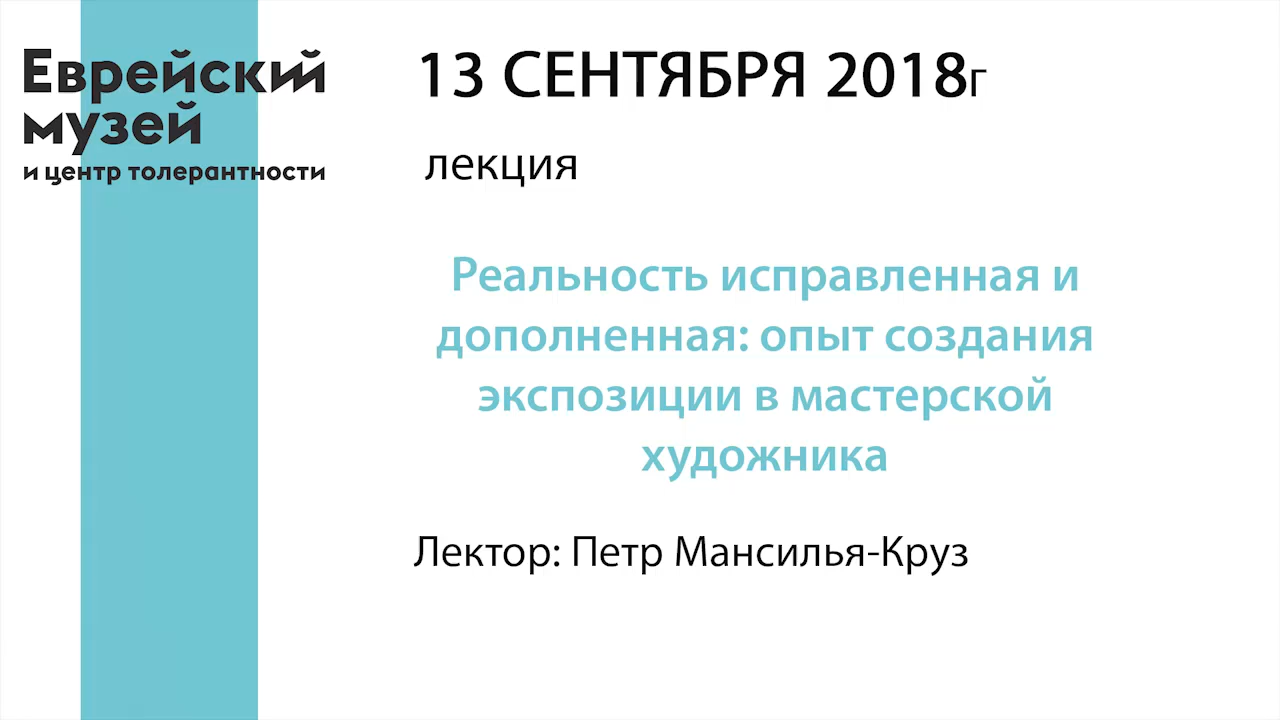 Еврейский
музей
и центр толерантности
13 СЕНТЯБРЯ 2018г
лекция
Реальность исправленная и
дополненная: опыт создания
экспозиции в мастерской
художника
Лектор: Петр Мансилья-Круз